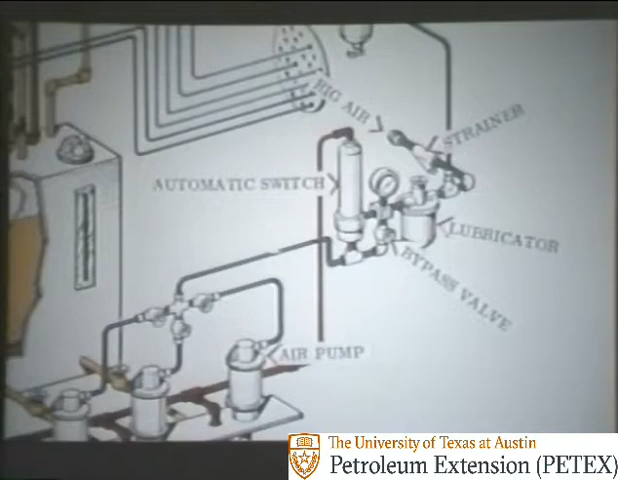 RIG AIR
STRAINER
AUTOMATIC SWITCH
LUBRICATOR
BYPASS VALVE
AIR PUMP
The University of Texas at Austin
Petroleum Extension (PETEX)